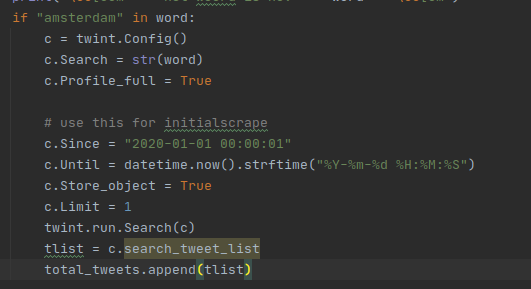 if "amsterdam" in word:
c = twint.Config()
c.Search = str(word)
c.Profile_full = True
# use this for initialscrape
c.Since = "2020-01-01 00:00:01"
c.Until = datetime.now().strftime("%Y-%m-%d %H:%M:%S")
c.Store_object = True
c.Limit = 1
twint.run.Search(c)
tlist = c.search_tweet_list
total_tweets.append(tlist)